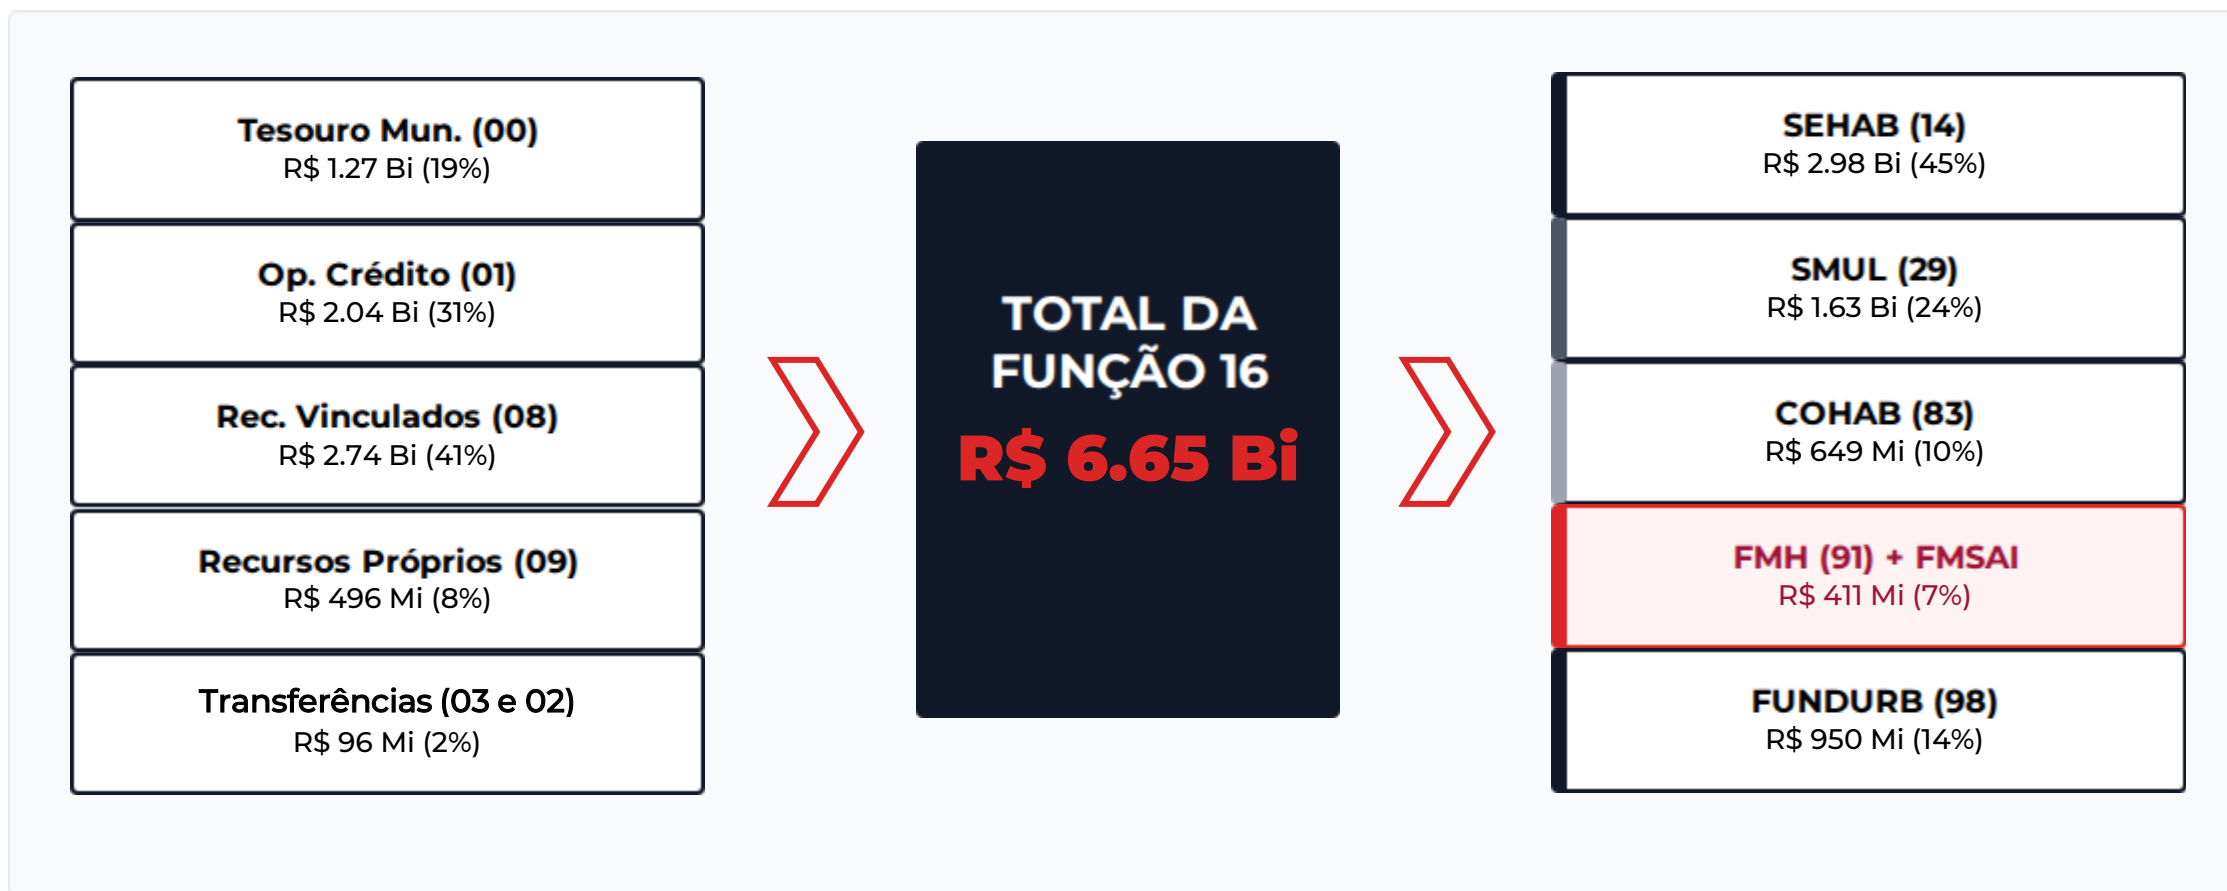 Tesouro Mun. (00)
R$ 1.27 Bi (19%)
Op. Crédito (01)
R$ 2.04 Bi (31%)
Rec. Vinculados (08)
R$ 2.74 Bi (41%)
Recursos Próprios (09)
R$ 496 Mi (8%)
Transferências (03 e 02)
R$ 96 Mi (2%)
TOTAL DA
FUNÇÃO 16
R$ 6.65 Bi
SEHAB (14)
R$ 2.98 Bi (45%)
SMUL (29)
R$ 1.63 Bi (24%)
COHAB (83)
R$ 649 Mi (10%)
FMH (91) + FMSAI
R$ 411 Mi (7%)
FUNDURB (98)
R$ 950 Mi (14%)